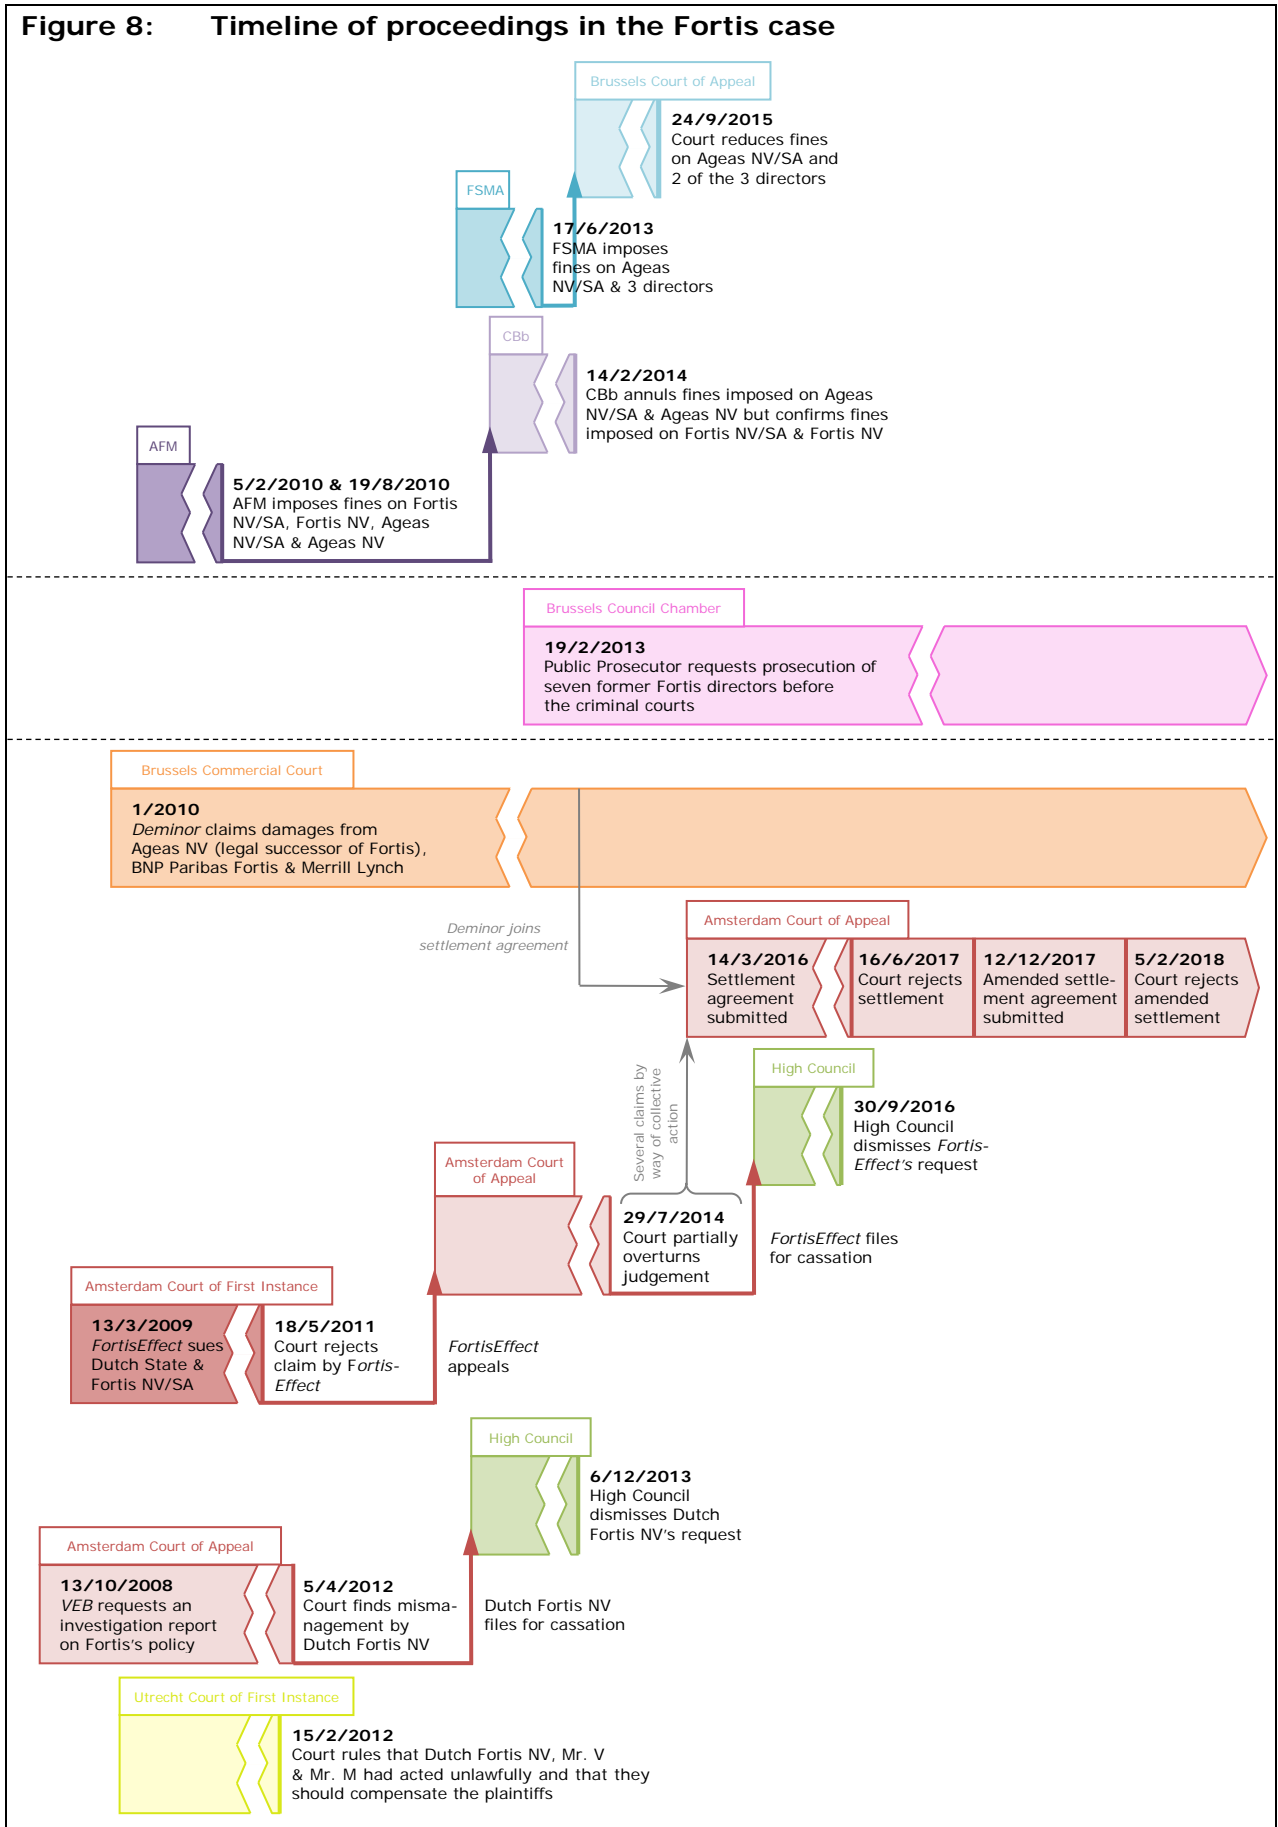 Figure 8: Timeline of proceedings in the Fortis case
Brussels Court of Appeal
24/9/2015
Court reduces fines
on Ageas NV/SA and
2 of the 3 directors
FSMA
17/6/2013
FSMA imposes
fines on Ageas
NV/SA & 3 directors
CBb
14/2/2014
CBb annuls fines imposed on Ageas
NV/SA & Ageas NV but confirms fines
imposed on Fortis NV/SA & Fortis NV
AFM
5/2/2010 & 19/8/2010
AFM imposes fines on Fortis
NV/SA, Fortis NV, Ageas
NV/SA & Ageas NV
Brussels Council Chamber
19/2/2013
Public Prosecutor requests prosecution of
seven former Fortis directors before
the criminal courts
Brussels Commercial Court
1/2010
Deminor claims damages from
Ageas NV (legal successor of Fortis),
BNP Paribas Fortis & Merrill Lynch
Deminor joins
settlement agreement
Amsterdam Court of Appeal
14/3/2016
Settlement
agreement
submitted
16/6/2017
Court rejects
settlement
12/12/2017
Amended settle-
ment agreement
submitted
5/2/2018
Court rejects
amended
settlement
Several claims by
way of collective
action
High Council
30/9/2016
High Council
dismisses Fortis-
Effect's request
Amsterdam Court
of Appeal
29/7/2014
Court partially
overturns
judgement
FortisEffect files
for cassation
Amsterdam Court of First Instance
13/3/2009
FortisEffect sues
Dutch State &
Fortis NV/SA
18/5/2011
Court rejects
claim by Fortis-
Effect
FortisEffect
appeals
High Council
6/12/2013
High Council
dismisses Dutch
Fortis NV's request
Amsterdam Court of Appeal
13/10/2008
VEB requests an
investigation report
on Fortis's policy
5/4/2012
Court finds misma-
nagement by
Dutch Fortis NV
Dutch Fortis NV
files for cassation
Utrecht Court of First Instance
15/2/2012
Court rules that Dutch Fortis NV, Mr. V
& Mr. M had acted unlawfully and that they
should compensate the plaintiffs